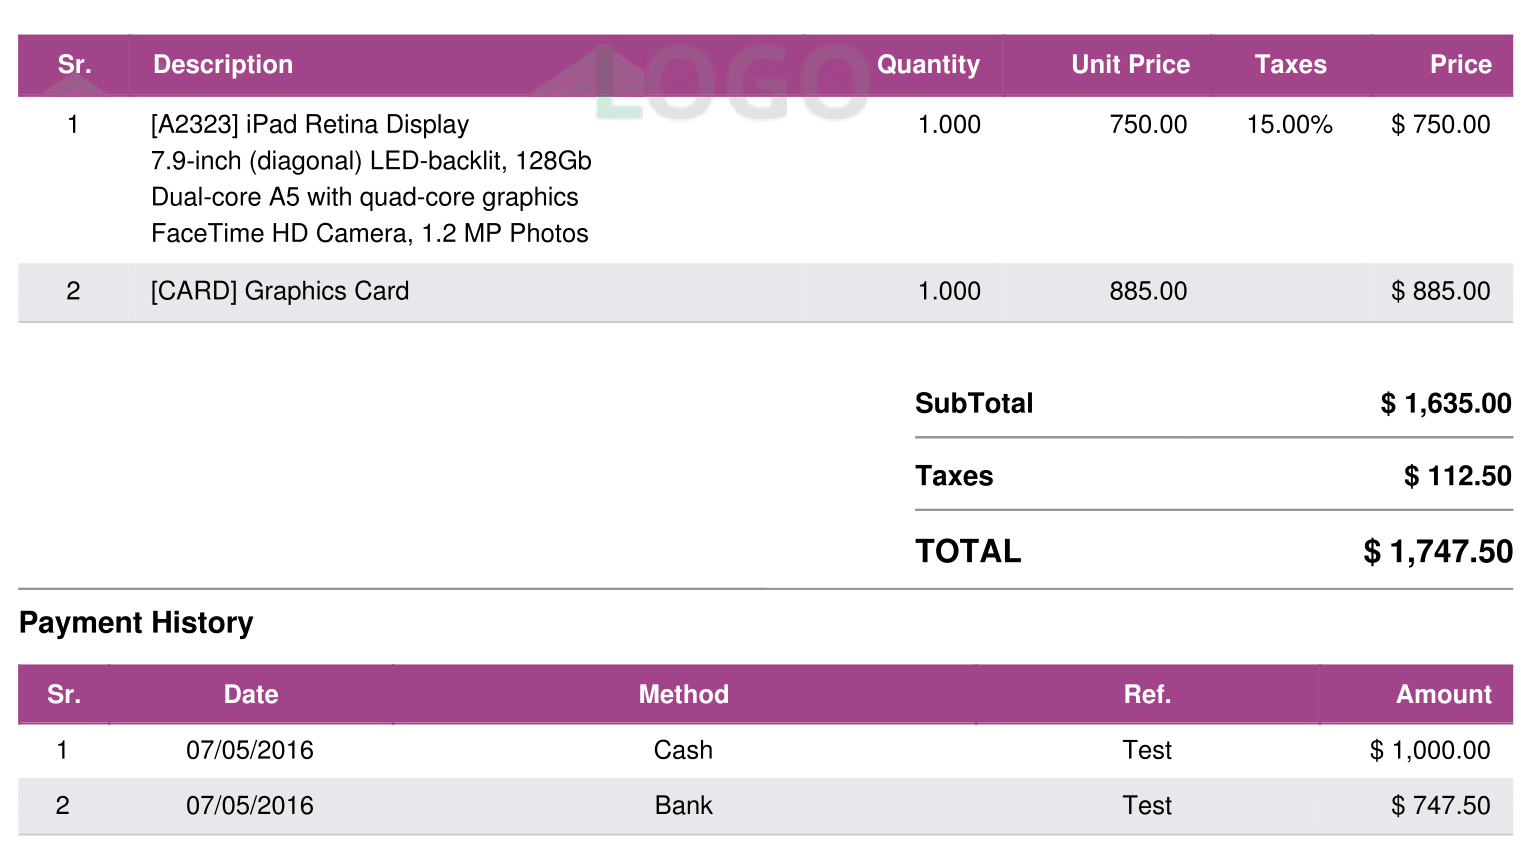 LOGO
Sr. Description Quantity Unit Price Taxes Price
1 [A2323] iPad Retina Display 1.000 750.00 15.00% $ 750.00
7.9-inch (diagonal) LED-backlit, 128Gb
Dual-core A5 with quad-core graphics
FaceTime HD Camera, 1.2 MP Photos
2 [CARD] Graphics Card 1.000 885.00 $ 885.00
SubTotal $ 1,635.00
Taxes $ 112.50
TOTAL $ 1,747.50
Payment History
Sr. Date Method Ref. Amount
1 07/05/2016 Cash Test $ 1,000.00
2 07/05/2016 Bank Test $ 747.50